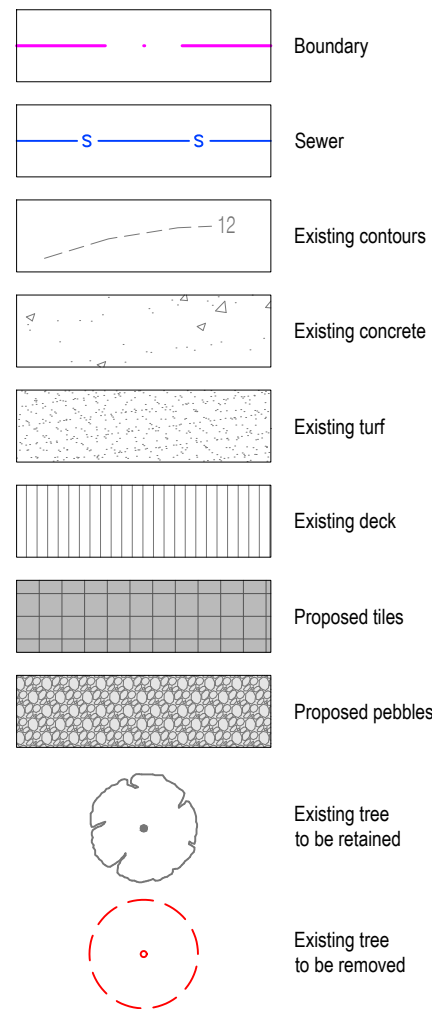 Boundary
S S
Sewer
12
Existing contours
Existing concrete
Existing turf
Existing deck
Proposed tiles
Proposed pebbles
Existing tree
to be retained
Existing tree
to be removed